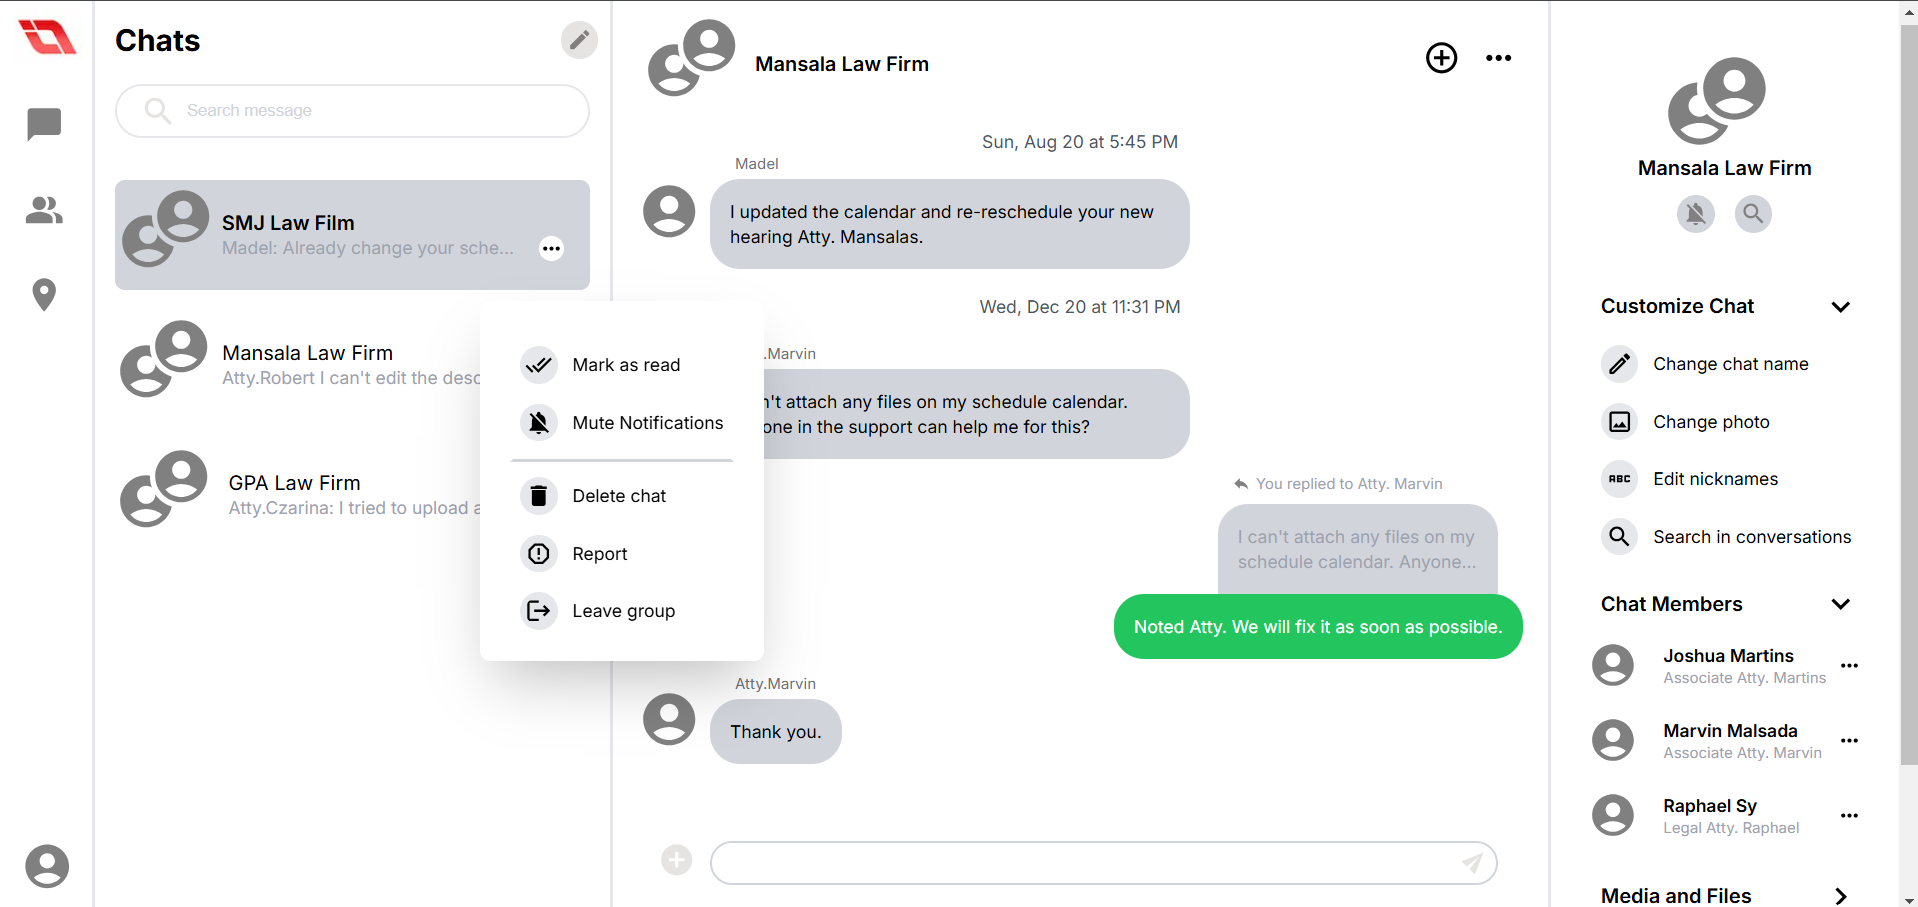 Chats
Search message
SMJ Law Film
Madel: Already change your sche...
Mansala Law Firm
Atty.Robert I can't edit the desc
GPA Law Firm
Atty.Czarina: I tried to upload a
Mark as read
Mute Notifications
Delete chat
Report
Leave group
Mansala Law Firm
Sun, Aug 20 at 5:45 PM
Madel
I updated the calendar and re-reschedule your new
hearing Atty. Mansalas.
Wed, Dec 20 at 11:31 PM
.Marvin
n't attach any files on my schedule calendar.
one in the support can help me for this?
You replied to Atty. Marvin
I can't attach any files on my
schedule calendar. Anyone...
Noted Atty. We will fix it as soon as possible.
Atty.Marvin
Thank you.
Mansala Law Firm
Customize Chat
Change chat name
Change photo
ABC Edit nicknames
Search in conversations
Chat Members
Joshua Martins
Associate Atty. Martins
Marvin Malsada
Associate Atty. Marvin
Raphael Sy
Legal Atty. Raphael
Media and Files